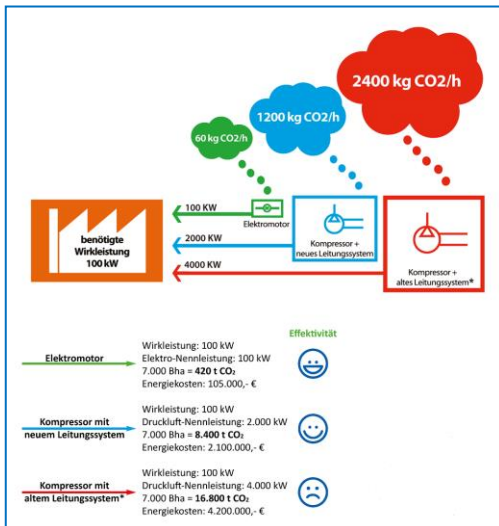 2400 kg CO2/h
1200 kg CO2/h
60 kg CO2/h
benötigte
Wirkleistung
100 kW
100 KW
2000 KW
4000 KW
Elektromotor
Kompressor +
neues Leitungssystem
Kompressor +
altes Leitungssystem*
Effektivität
Elektromotor
Wirkleistung: 100 kW
Elektro-Nennleistung: 100 kW
7.000 Bha = 420 t CO₂
Energiekosten: 105.000,- €
Kompressor mit
neuem Leitungssystem
Wirkleistung: 100 kW
Druckluft-Nennleistung: 2.000 kW
7.000 Bha = 8.400 t CO₂
Energiekosten: 2.100.000,- €
Kompressor mit
altem Leitungssystem*
Wirkleistung: 100 kW
Druckluft-Nennleistung: 4.000 kW
7.000 Bha = 16.800 t CO₂
Energiekosten: 4.200.000,- €